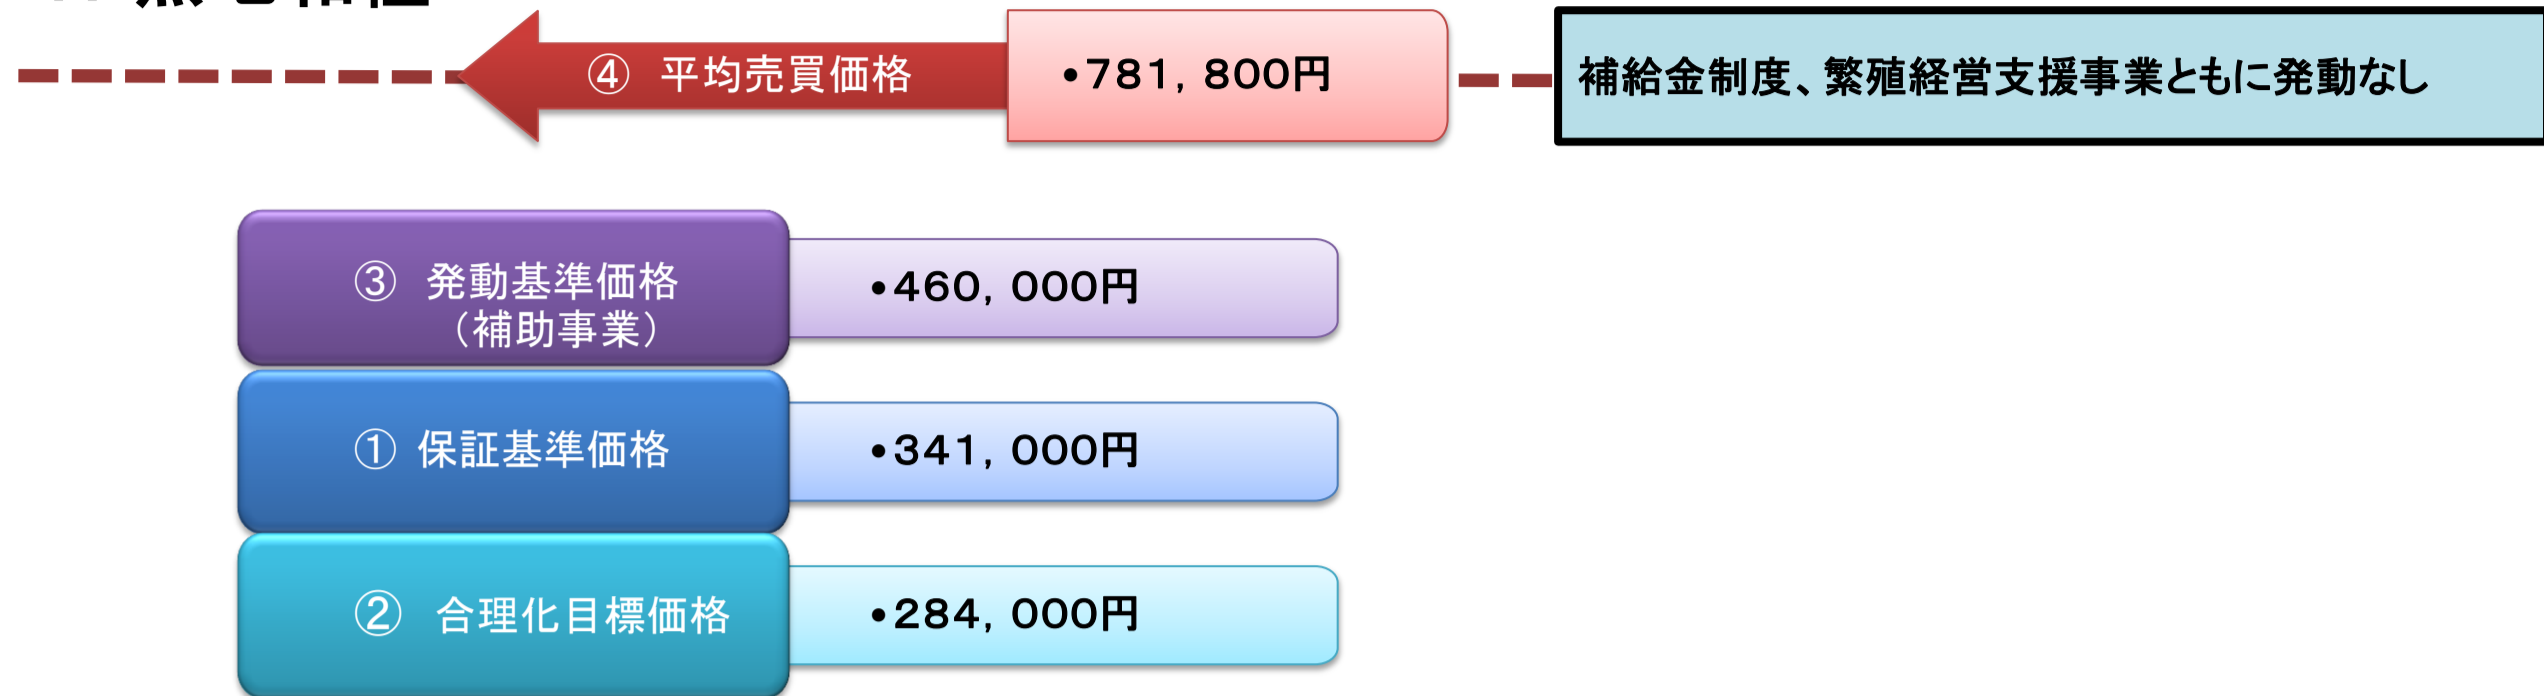 ④ 平均売買価格
•781，800円
補給金制度、繁殖経営支援事業ともに発動なし
③ 発動基準価格
（補助事業）
•460，000円
① 保証基準価格
•341，000円
② 合理化目標価格
•284，000円